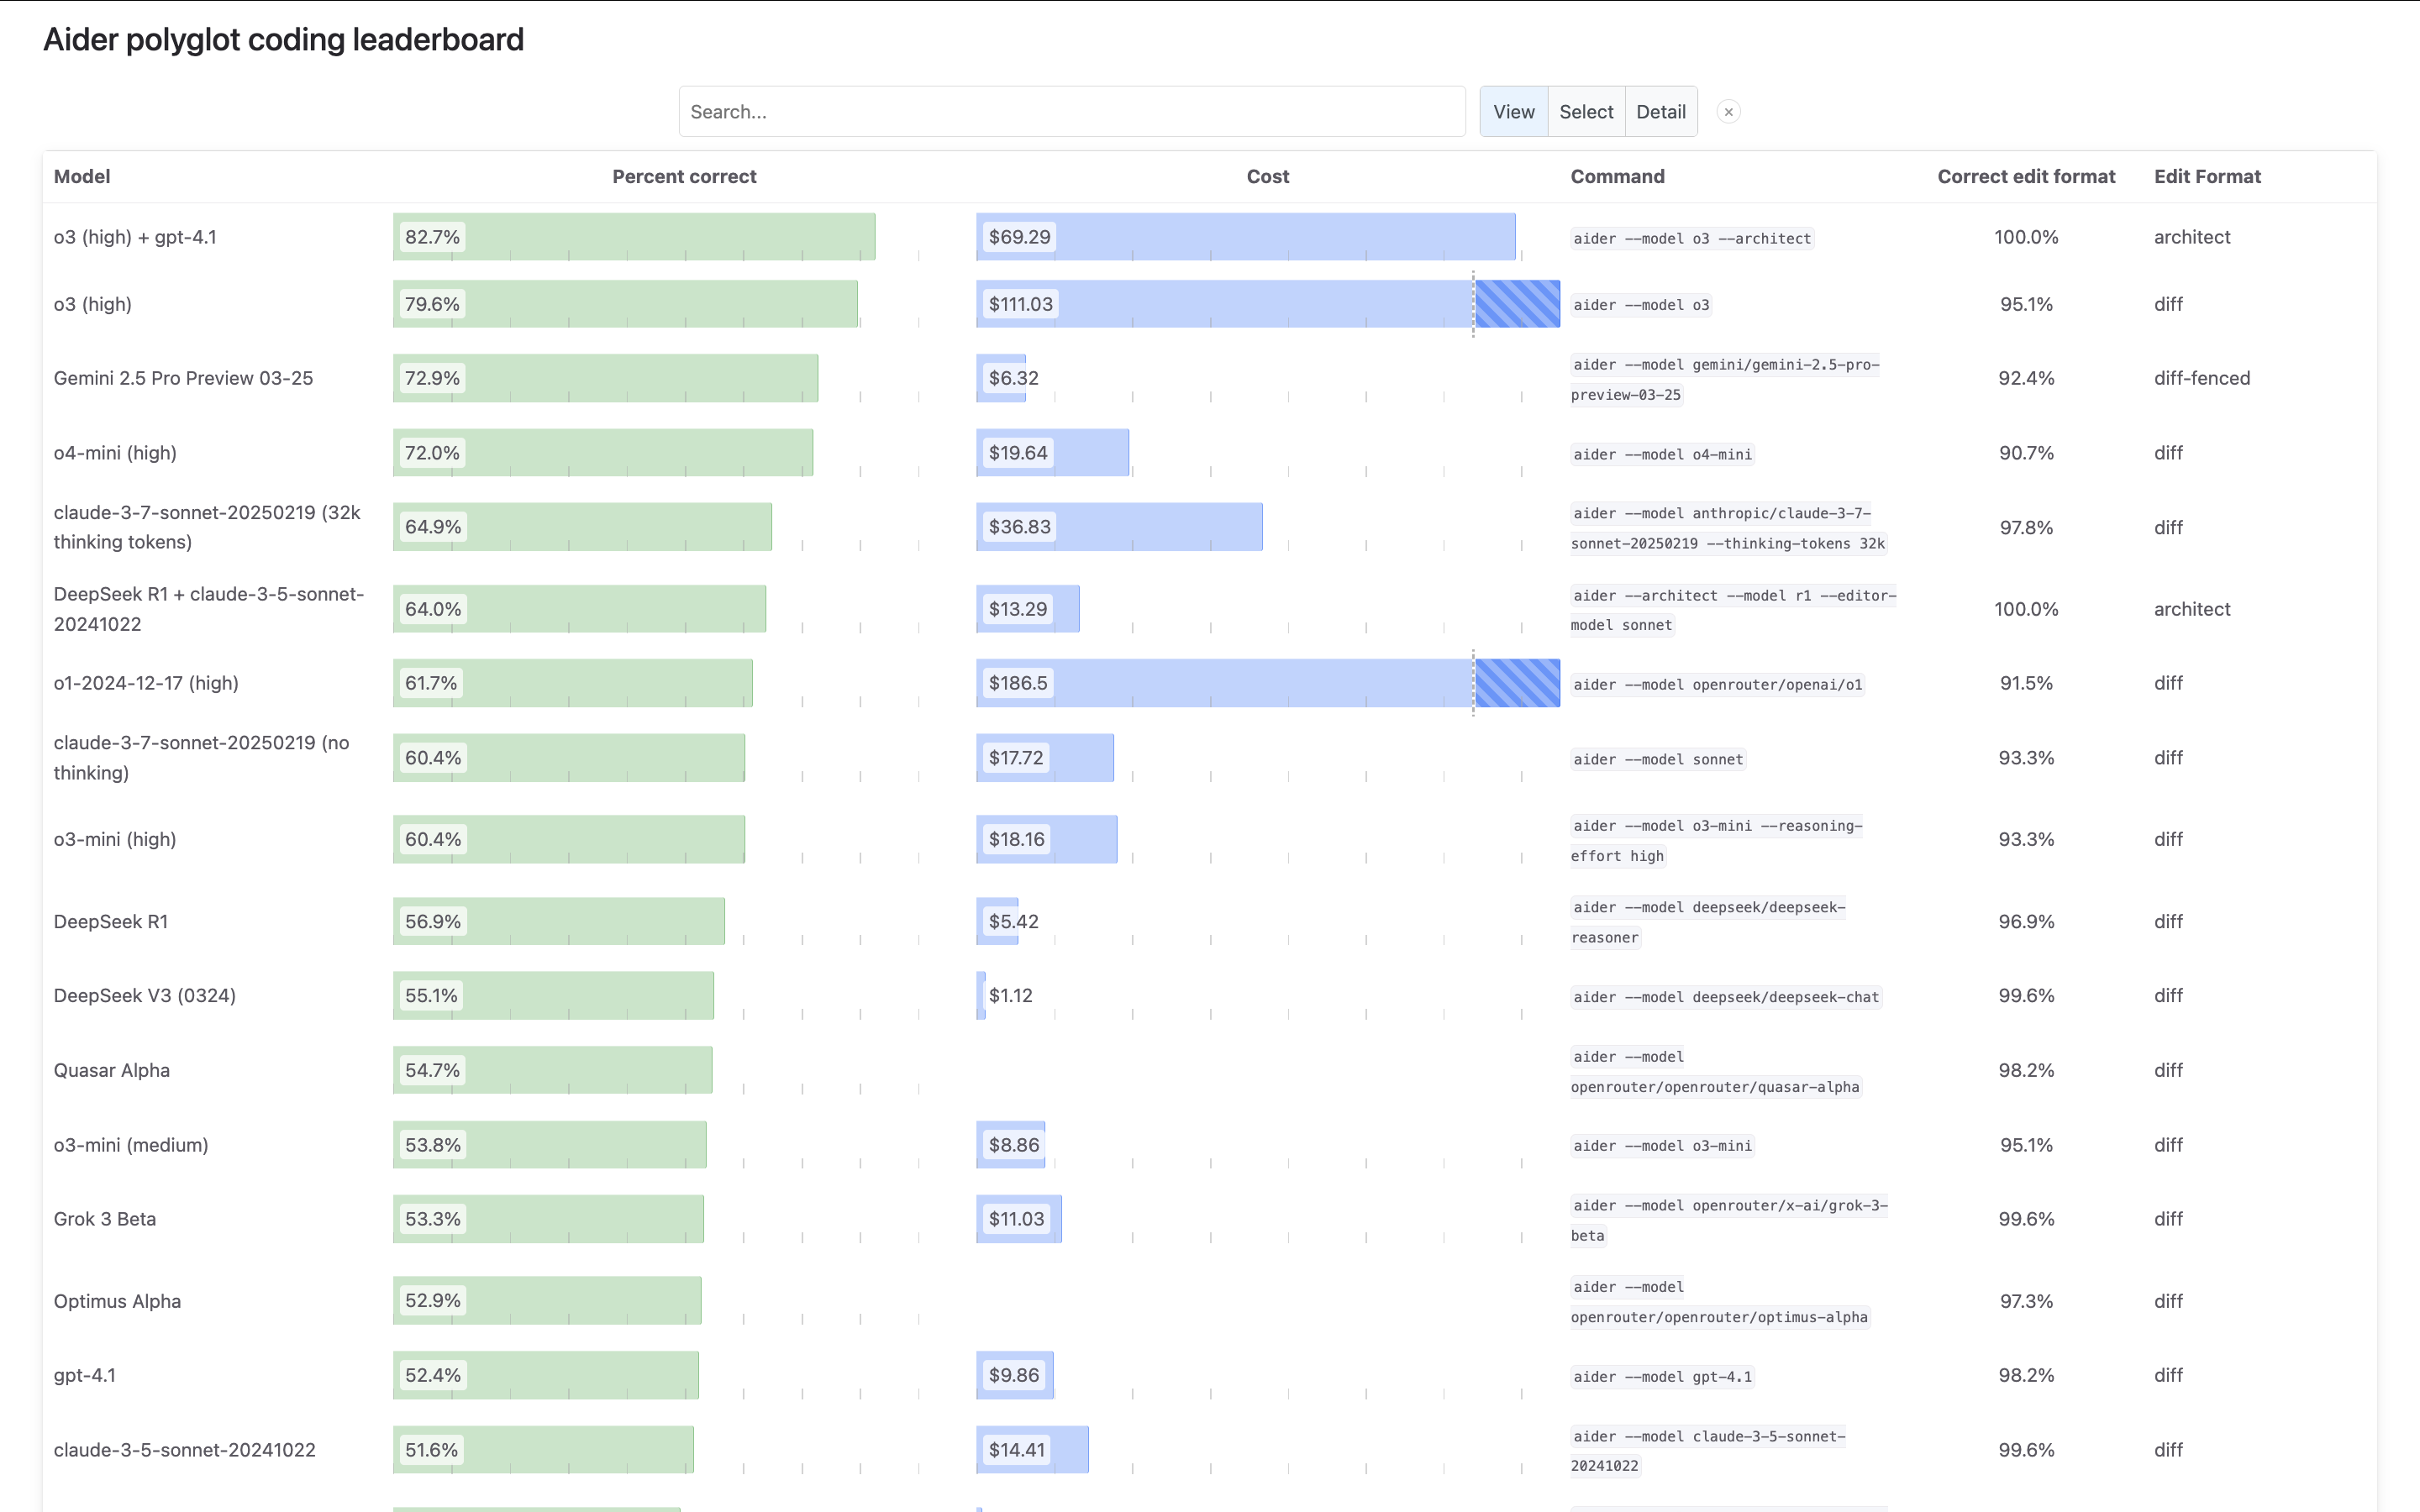 Aider polyglot coding leaderboard
Search...
View Select Detail ×
Model Percent correct Cost Command Correct edit format Edit Format
o3 (high) + gpt-4.1 82.7% $69.29 aider --model o3 --architect 100.0% architect
o3 (high) 79.6% $111.03 aider --model o3 95.1% diff
Gemini 2.5 Pro Preview 03-25 72.9% $6.32 aider --model gemini/gemini-2.5-pro-
preview-03-25 92.4% diff-fenced
o4-mini (high) 72.0% $19.64 aider --model o4-mini 90.7% diff
claude-3-7-sonnet-20250219 (32k
thinking tokens) 64.9% $36.83 aider --model anthropic/claude-3-7-
sonnet-20250219 --thinking-tokens 32k 97.8% diff
DeepSeek R1 + claude-3-5-sonnet-
20241022 64.0% $13.29 aider --architect --model r1 --editor-
model sonnet 100.0% architect
o1-2024-12-17 (high) 61.7% $186.5 aider --model openrouter/openai/o1 91.5% diff
claude-3-7-sonnet-20250219 (no
thinking) 60.4% $17.72 aider --model sonnet 93.3% diff
o3-mini (high) 60.4% $18.16 aider --model o3-mini --reasoning-
effort high 93.3% diff
DeepSeek R1 56.9% $5.42 aider --model deepseek/deepseek-
reasoner 96.9% diff
DeepSeek V3 (0324) 55.1% $1.12 aider --model deepseek/deepseek-chat 99.6% diff
Quasar Alpha 54.7% aider --model
openrouter/openrouter/quasar-alpha 98.2% diff
o3-mini (medium) 53.8% $8.86 aider --model o3-mini 95.1% diff
Grok 3 Beta 53.3% $11.03 aider --model openrouter/x-ai/grok-3-
beta 99.6% diff
Optimus Alpha 52.9% aider --model
openrouter/openrouter/optimus-alpha 97.3% diff
gpt-4.1 52.4% $9.86 aider --model gpt-4.1 98.2% diff
claude-3-5-sonnet-20241022 51.6% $14.41 aider --model claude-3-5-sonnet-
20241022 99.6% diff